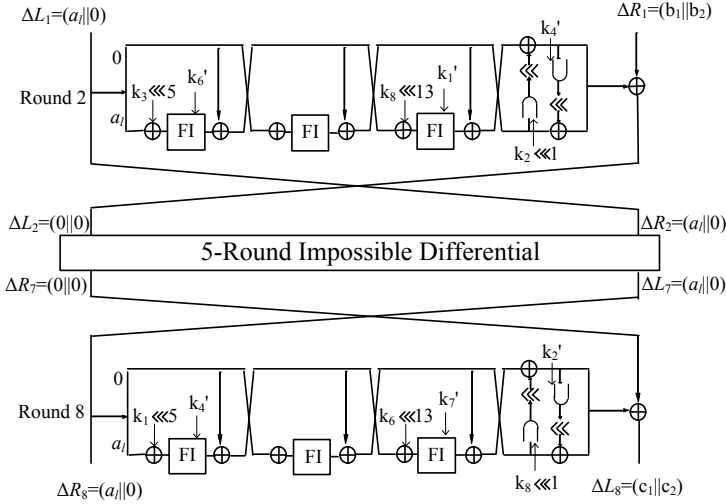 ΔL₁=(aₗ||0)
ΔR₁=(b₁||b₂)
Round 2
0
aₗ
k₃⋘5
k₆'
FI
FI
k₈⋘13
k₁'
FI
k₄'
k₂⋘1
ΔL₂=(0||0)
ΔR₂=(aₗ||0)
5-Round Impossible Differential
ΔR₇=(0||0)
ΔL₇=(aₗ||0)
Round 8
0
aₗ
k₁⋘5
k₄'
FI
FI
k₆⋘13
k₇'
FI
k₂'
k₈⋘1
ΔR₈=(aₗ||0)
ΔL₈=(c₁||c₂)